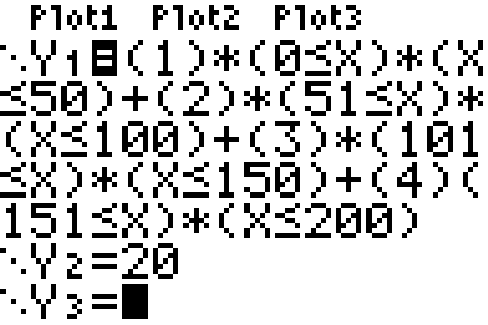 Plot1 Plot2 Plot3
\Y₁=(1)*(0≤X)*(X
≤50)+(2)*(51≤X)*
(X≤100)+(3)*(101
≤X)*(X≤150)+(4)(
151≤X)*(X≤200)
\Y₂=20
\Y₃=